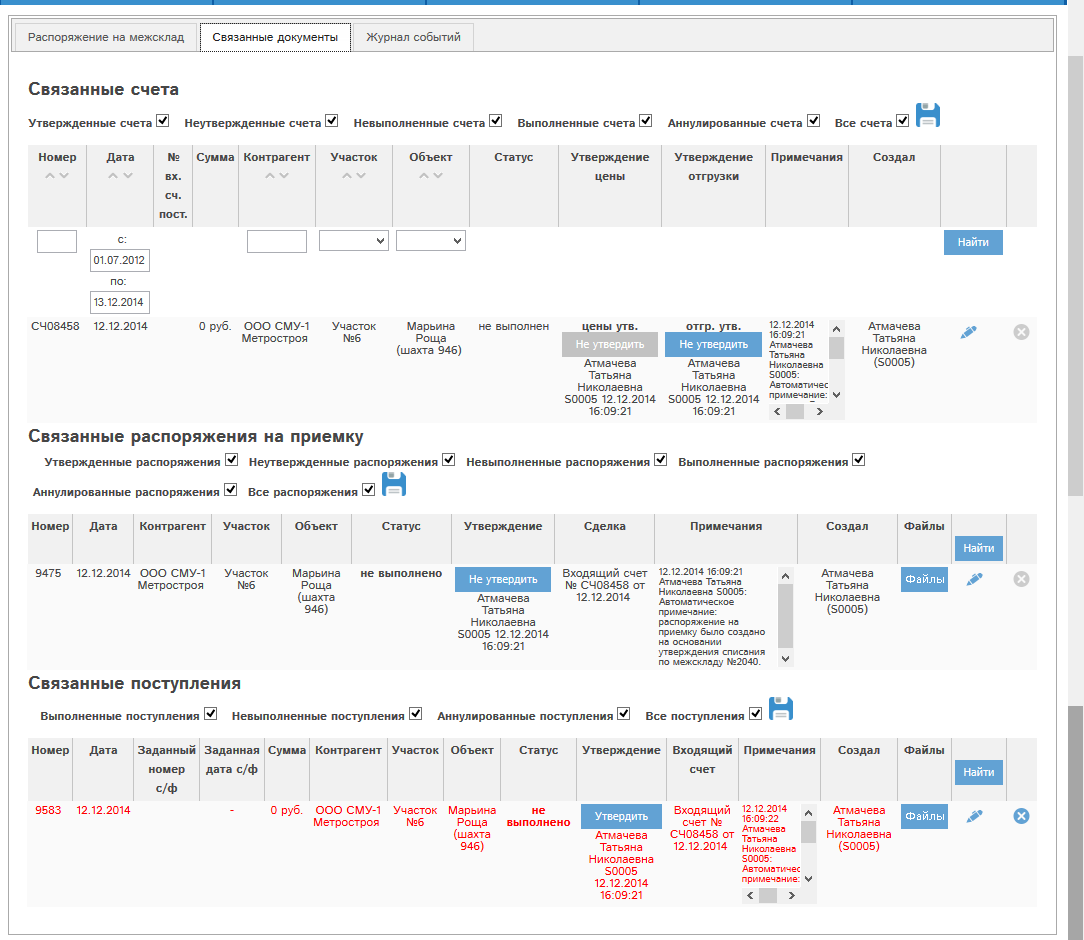 Распоряжение на межсклад
Связанные документы
Журнал событий
Связанные счета
Утвержденные счета
Неутвержденные счета
Невыполненные счета
Выполненные счета
Аннулированные счета
Все счета
Номер
Дата
№
вх.
сч.
пост.
Сумма
Контрагент
Участок
Объект
Статус
Утверждение
цены
Утверждение
отгрузки
Примечания
Создал
с:
01.07.2012
по:
13.12.2014
Найти
СЧ08458
12.12.2014
0 руб.
ООО СМУ-1
Метростроя
Участок
№6
Марьина
Роща
(шахта 946)
не выполнен
цены утв.
Не утвердить
Атмачева
Татьяна
Николаевна
S0005 12.12.2014
16:09:21
отгр. утв.
Не утвердить
Атмачева
Татьяна
Николаевна
S0005 12.12.2014
16:09:21
12.12.2014
16:09:21
Атмачева
Татьяна
Николаевна
S0005:
Автоматичес
примечание:
Атмачева
Татьяна
Николаевна
(S0005)
Связанные распоряжения на приемку
Утвержденные распоряжения
Неутвержденные распоряжения
Невыполненные распоряжения
Выполненные распоряжения
Аннулированные распоряжения
Все распоряжения
Номер
Дата
Контрагент
Участок
Объект
Статус
Утверждение
Сделка
Примечания
Создал
Файлы
Найти
9475
12.12.2014
ООО СМУ-1
Метростроя
Участок
№6
Марьина
Роща
(шахта
946)
не выполнено
Не утвердить
Атмачева
Татьяна
Николаевна
S0005 12.12.2014
16:09:21
Входящий счет
№ СЧ08458 от
12.12.2014
12.12.2014 16:09:21
Атмачева Татьяна
Николаевна S0005:
Автоматическое
примечание:
распоряжение на
приемку было создано
на основании
утверждения списания
по межскладу №2040.
Атмачева
Татьяна
Николаевна
(S0005)
Файлы
Связанные поступления
Выполненные поступления
Невыполненные поступления
Аннулированные поступления
Все поступления
Номер
Дата
Заданный
номер
с/ф
Заданная
дата с/ф
Сумма
Контрагент
Участок
Объект
Статус
Утверждение
Входящий
счет
Примечания
Создал
Файлы
Найти
9583
12.12.2014
-
0 руб.
ООО СМУ-1
Метростроя
Участок
№6
Марьина
Роща
(шахта
946)
не
выполнено
Утвердить
Атмачева
Татьяна
Николаевна
S0005
12.12.2014
16:09:21
Входящий
счет №
СЧ08458 от
12.12.2014
12.12.2014
16:09:22
Атмачева
Татьяна
Николаевна
S0005:
Автоматичес
примечание:
Атмачева
Татьяна
Николаевна
(S0005)
Файлы